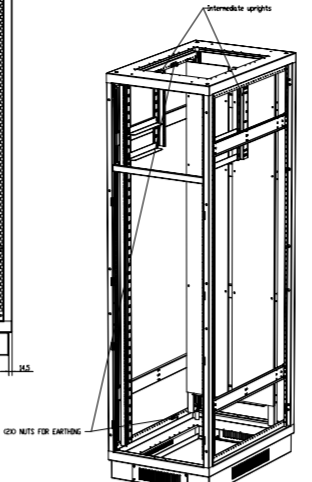 Intermediate uprights
14,5
(2X) NUTS FOR EARTHING